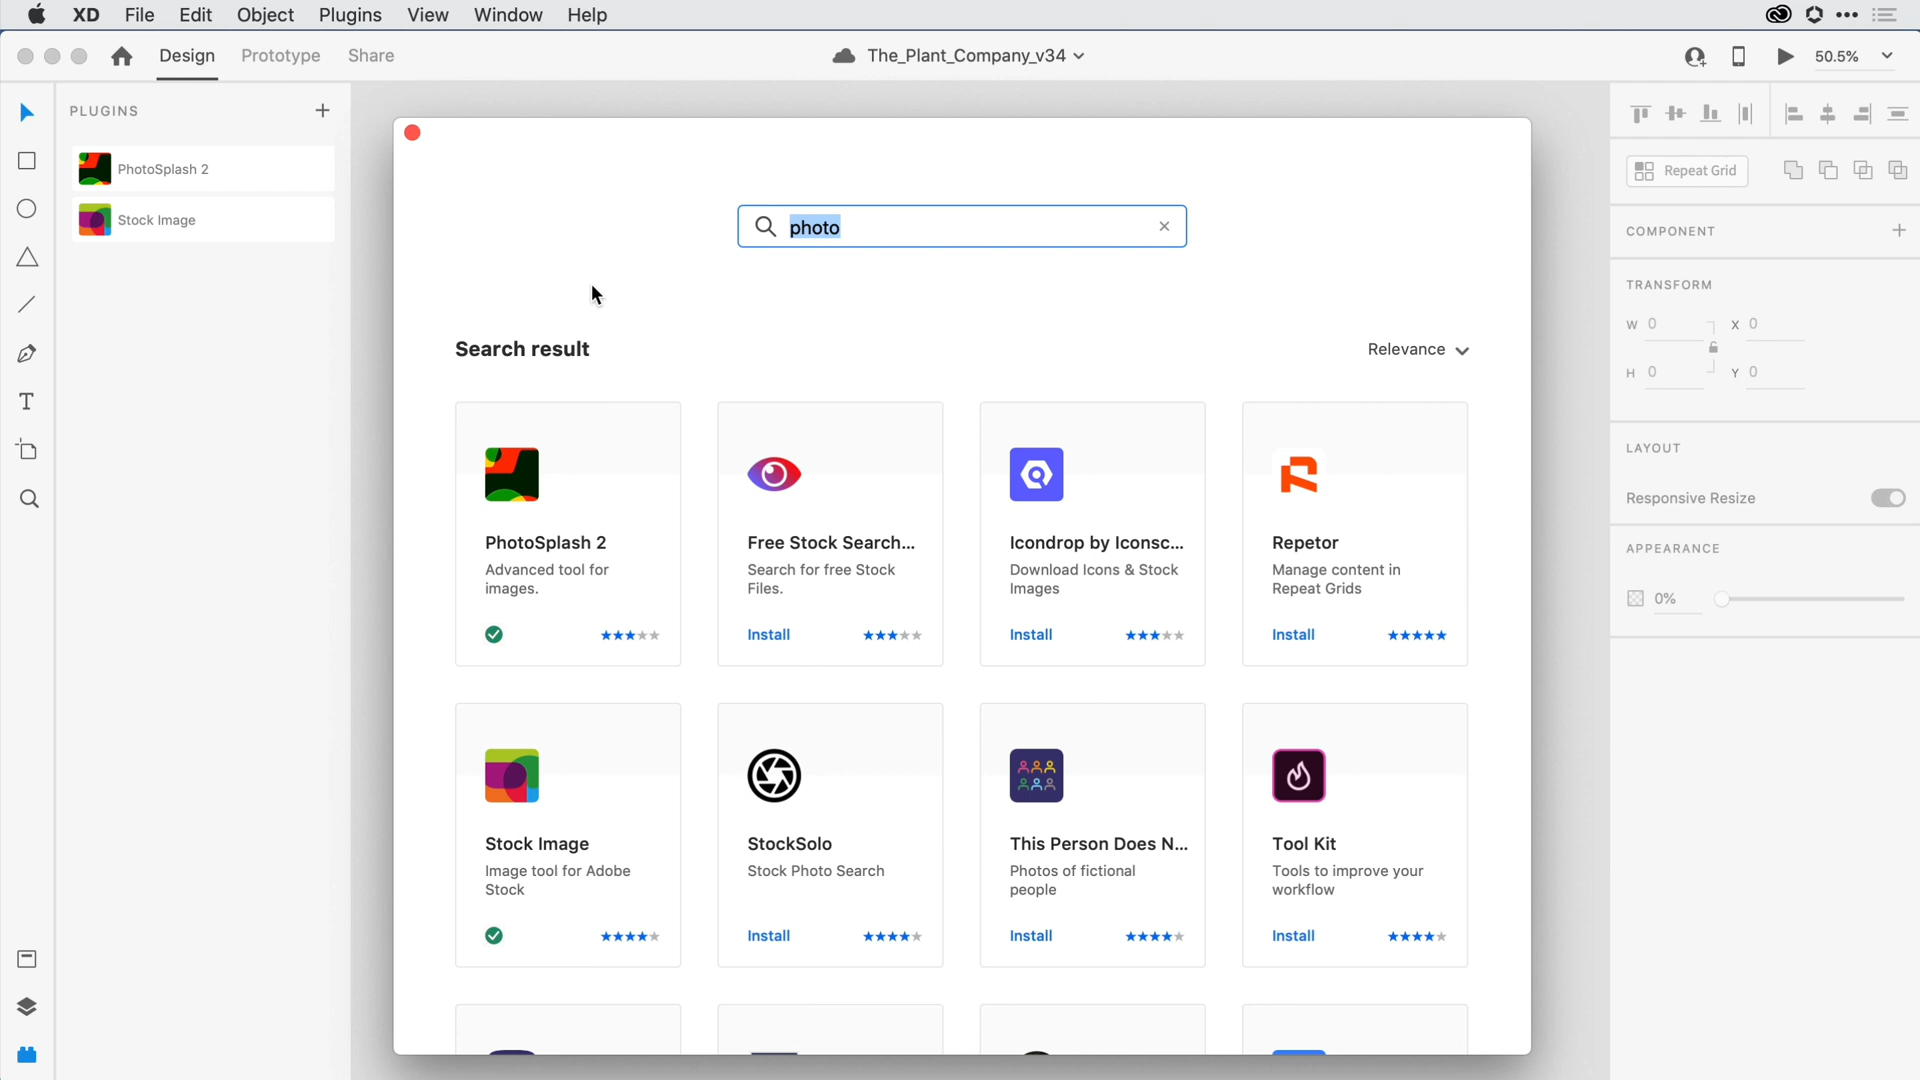 XD File Edit Object Plugins View Window Help
Design Prototype Share
The_Plant_Company_v34
50.5%
PLUGINS
PhotoSplash 2
Stock Image
photo
Search result
Relevance
PhotoSplash 2
Advanced tool for
images.
Free Stock Search...
Search for free Stock
Files.
Install
Icondrop by Iconsc...
Download Icons & Stock
Images
Install
Repetor
Manage content in
Repeat Grids
Install
Stock Image
Image tool for Adobe
Stock
StockSolo
Stock Photo Search
Install
This Person Does N...
Photos of fictional
people
Install
Tool Kit
Tools to improve your
workflow
Install
Repeat Grid
COMPONENT
TRANSFORM
W 0 X 0
H 0 Y 0
LAYOUT
Responsive Resize
APPEARANCE
0%